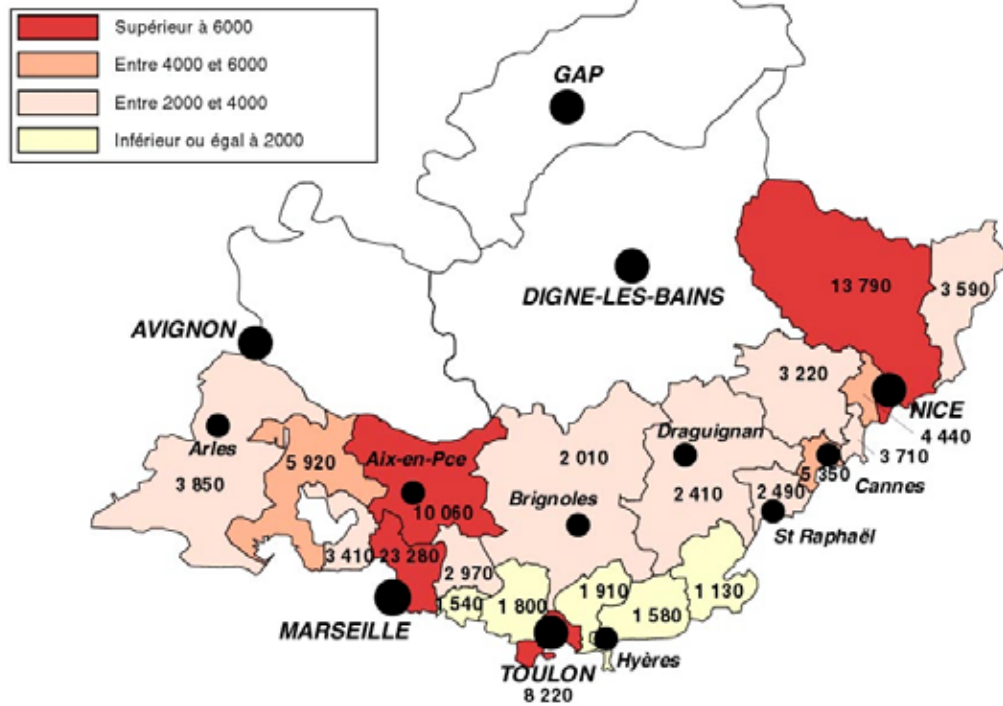 Supérieur à 6000
Entre 4000 et 6000
Entre 2000 et 4000
Inférieur ou égal à 2000
GAP
DIGNE-LES-BAINS
13 790
3 590
AVIGNON
3 220
NICE
4 440
Arles
Aix-en-Pce
Draguignan
3 710
5 920
2 010
5 350
Cannes
3 850
2 410
2 490
10 060
Brignoles
St Raphaël
3 410
23 280
2 970
1 540
1 800
1 910
1 580
1 130
MARSEILLE
TOULON
Hyères
8 220